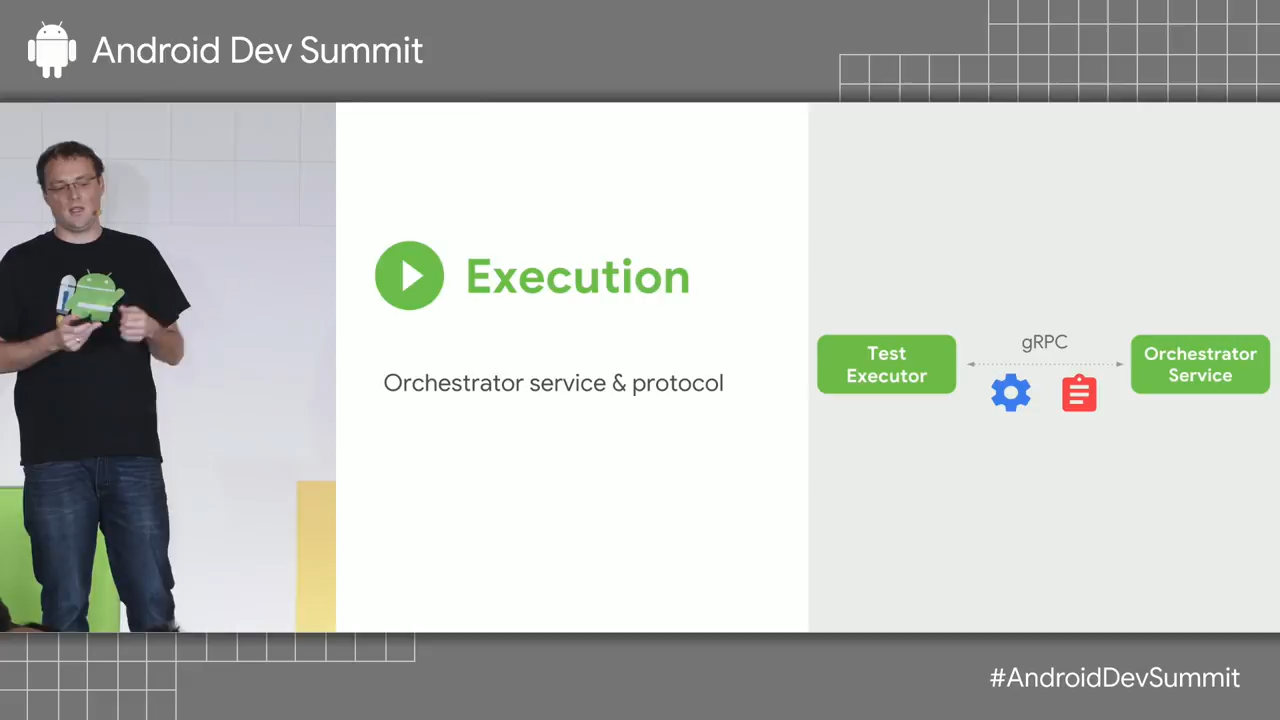 Android Dev Summit
Execution
Orchestrator service & protocol
Test
Executor
gRPC
Orchestrator
Service
#AndroidDevSummit